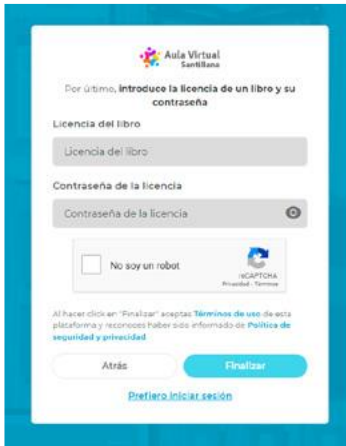 Aula Virtual
Santillana
Por último, introduce la licencia de un libro y su
contraseña
Licencia del libro
Licencia del libro
Contraseña de la licencia
Contraseña de la licencia
No soy un robot
reCAPTCHA
Privacidad - Términos
Al hacer click en "Finalizar" aceptas Términos de uso de esta
plataforma y reconoces haber sido informado de Política de
seguridad y privacidad
Atrás
Finalizar
Prefiero iniciar sesión